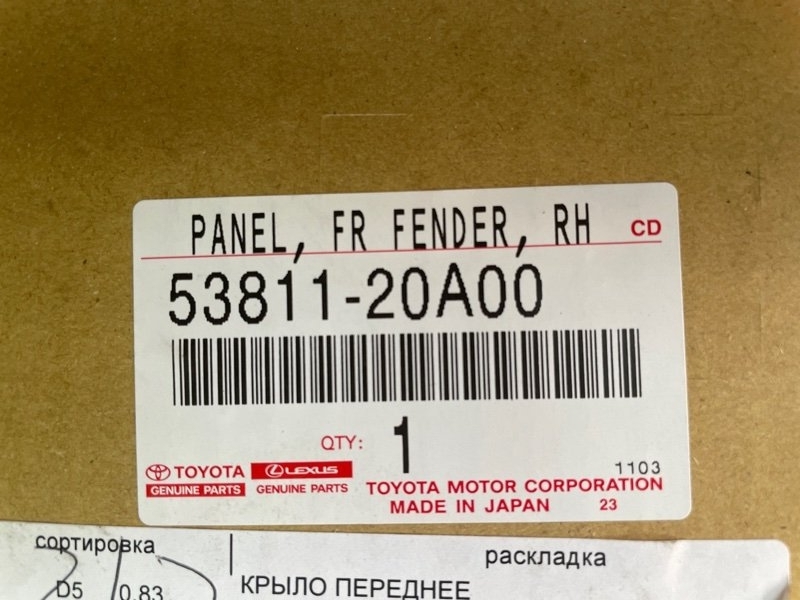 PANEL, FR FENDER, RH CD
53811-20A00
QTY: 1
TOYOTA LEXUS 1103
GENUINE PARTS GENUINE PARTS TOYOTA MOTOR CORPORATION
MADE IN JAPAN 23
сортировка раскладка
D5 0.83 КРЫЛО ПЕРЕДНЕЕ